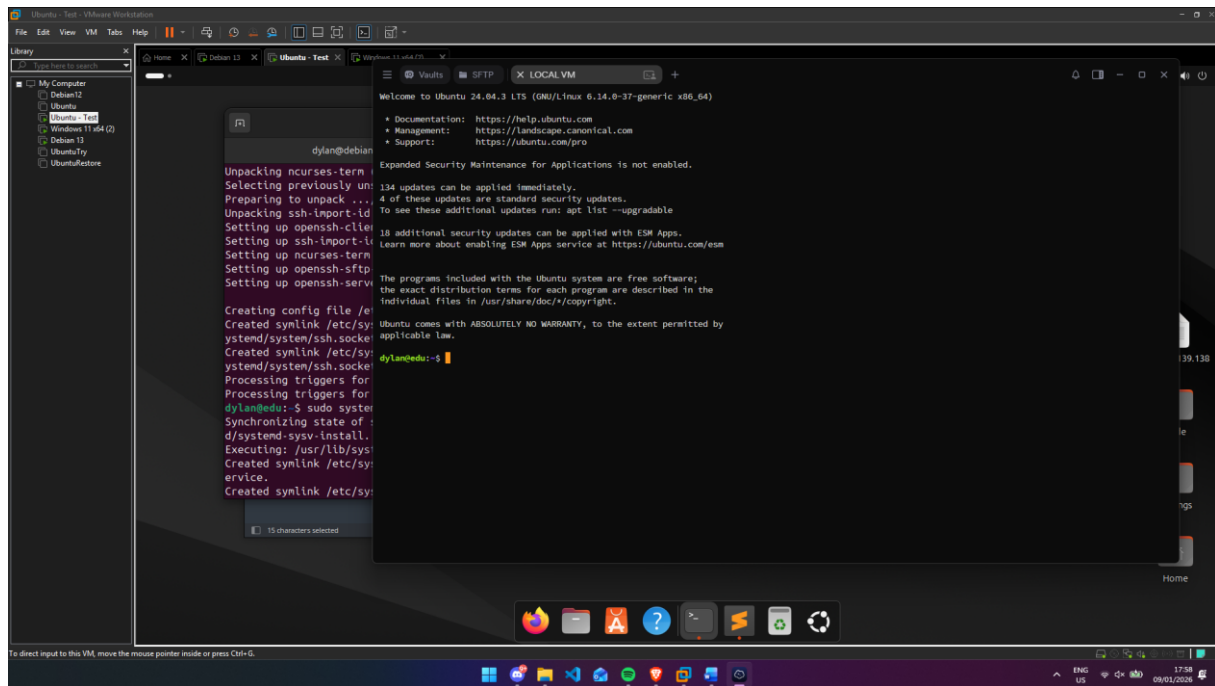 Ubuntu - Test - VMware Workstation
File Edit View VM Tabs Help
Library
Type here to search
My Computer
Debian12
Ubuntu
Ubuntu - Test
Windows 11 x64 (2)
Debian 13
UbuntuTry
UbuntuRestore
Home Debian 13 Ubuntu - Test Windows 11 x64 (2)
dylan@debian
Unpacking ncurses-term
Selecting previously un
Preparing to unpack ...
Unpacking ssh-import-id
Setting up openssh-clie
Setting up ssh-import-i
Setting up ncurses-term
Setting up openssh-sftp
Setting up openssh-serv
Creating config file /e
Created symlink /etc/sy
ystemd/system/ssh.socke
Created symlink /etc/sy
ystemd/system/ssh.socke
Processing triggers for
Processing triggers for
dylan@edu:~$ sudo system
Synchronizing state of
d/systemd-sysv-install.
Executing: /usr/lib/sys
Created symlink /etc/sy
ervice.
Created symlink /etc/sy
15 characters selected
Vaults SFTP LOCAL VM
Welcome to Ubuntu 24.04.3 LTS (GNU/Linux 6.14.0-37-generic x86_64)
* Documentation: https://help.ubuntu.com
* Management: https://landscape.canonical.com
* Support: https://ubuntu.com/pro
Expanded Security Maintenance for Applications is not enabled.
134 updates can be applied immediately.
4 of these updates are standard security updates.
To see these additional updates run: apt list --upgradable
18 additional security updates can be applied with ESM Apps.
Learn more about enabling ESM Apps service at https://ubuntu.com/esm
The programs included with the Ubuntu system are free software;
the exact distribution terms for each program are described in the
individual files in /usr/share/doc/*/copyright.
Ubuntu comes with ABSOLUTELY NO WARRANTY, to the extent permitted by
applicable law.
dylan@edu:~$
139.138
le
ngs
Home
To direct input to this VM, move the mouse pointer inside or press Ctrl+G.
ENG
US
17:58
09/01/2026